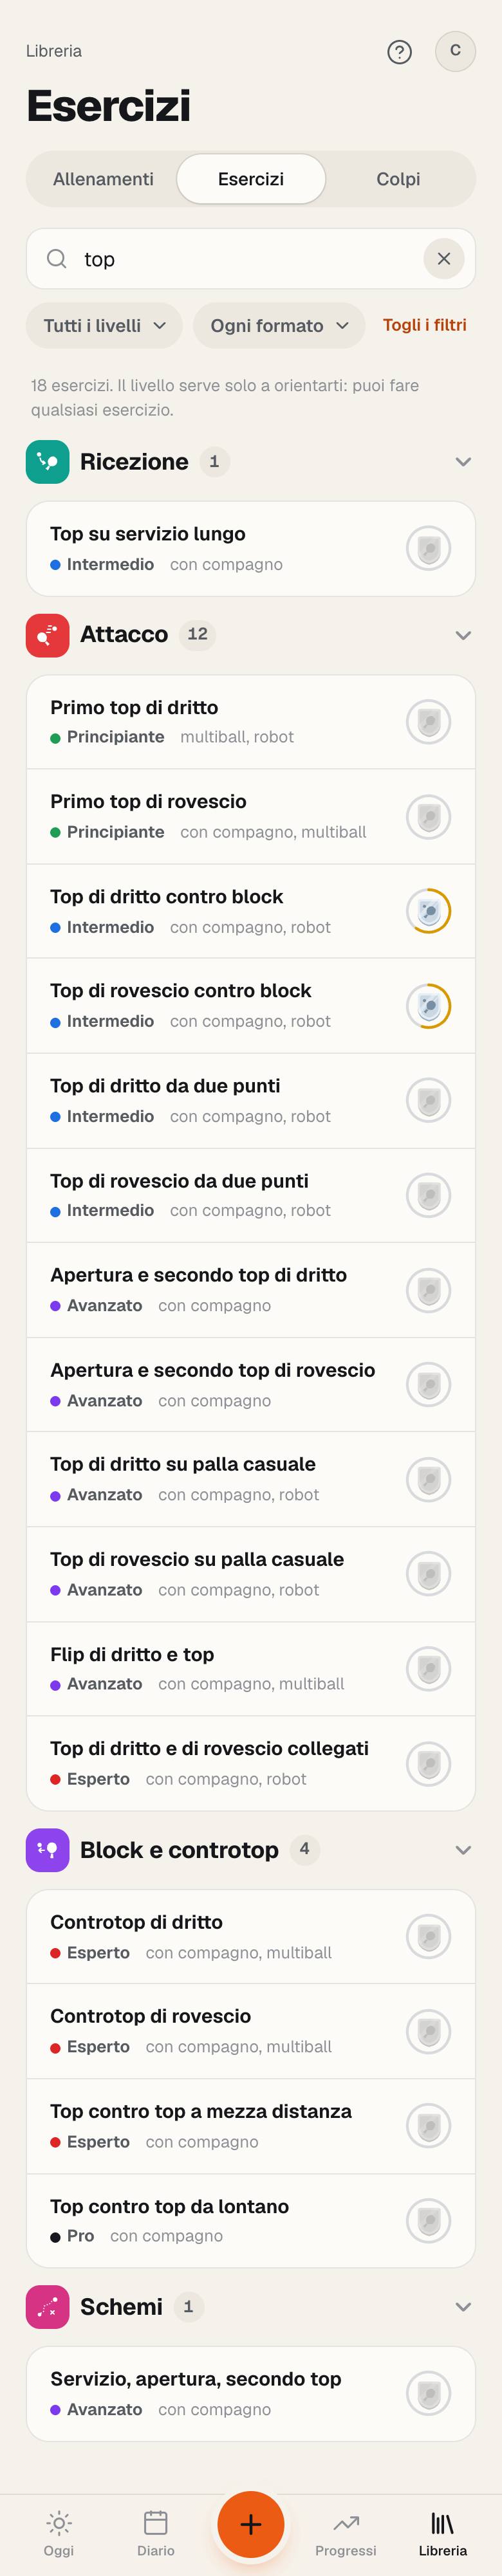 Libreria
C
Esercizi
Allenamenti
Esercizi
Colpi
top
Tutti i livelli
Ogni formato
Togli i filtri
18 esercizi. Il livello serve solo a orientarti: puoi fare
qualsiasi esercizio.
Ricezione 1
Top su servizio lungo
Intermedio con compagno
Attacco 12
Primo top di dritto
Principiante multiball, robot
Primo top di rovescio
Principiante con compagno, multiball
Top di dritto contro block
Intermedio con compagno, robot
Top di rovescio contro block
Intermedio con compagno, robot
Top di dritto da due punti
Intermedio con compagno, robot
Top di rovescio da due punti
Intermedio con compagno, robot
Apertura e secondo top di dritto
Avanzato con compagno
Apertura e secondo top di rovescio
Avanzato con compagno
Top di dritto su palla casuale
Avanzato con compagno, robot
Top di rovescio su palla casuale
Avanzato con compagno, robot
Flip di dritto e top
Avanzato con compagno, multiball
Top di dritto e di rovescio collegati
Esperto con compagno, robot
Block e controtop 4
Controtop di dritto
Esperto con compagno, multiball
Controtop di rovescio
Esperto con compagno, multiball
Top contro top a mezza distanza
Esperto con compagno
Top contro top da lontano
Pro con compagno
Schemi 1
Servizio, apertura, secondo top
Avanzato con compagno
Oggi
Diario
Progressi
Libreria